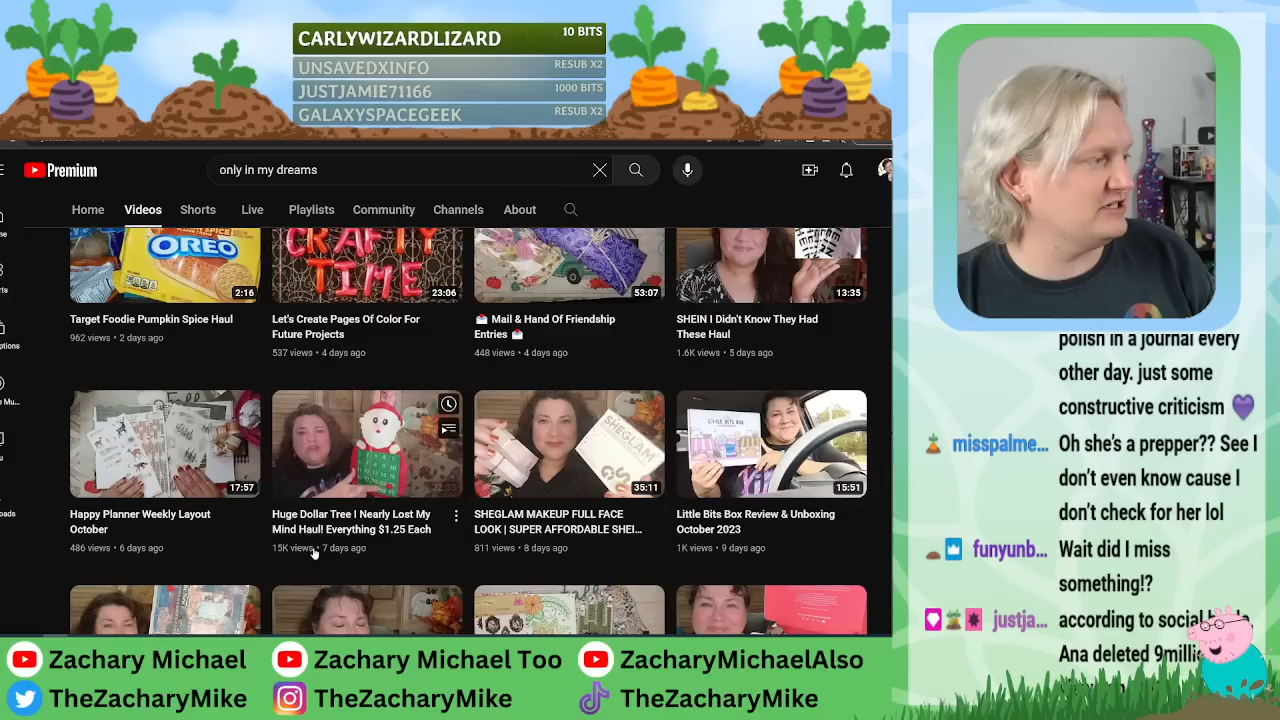 CARLYWIZARDLIZARD 10 BITS
UNSAVEDXINFO RESUB X2
JUSTJAMIE71166 1000 BITS
GALAXYSPACEGEEK RESUB X2
Premium
only in my dreams
Home Videos Shorts Live Playlists Community Channels About
OREO
CRAFTY
TIME
2:16
23:06
53:07
13:35
Target Foodie Pumpkin Spice Haul
962 views • 2 days ago
Let's Create Pages Of Color For
Future Projects
537 views • 4 days ago
📩 Mail & Hand Of Friendship
Entries 📩
448 views • 4 days ago
SHEIN I Didn't Know They Had
These Haul
1.6K views • 5 days ago
SHEGLAM
17:57
35:11
15:51
Happy Planner Weekly Layout
October
486 views • 6 days ago
Huge Dollar Tree I Nearly Lost My
Mind Haul! Everything $1.25 Each
15K views • 7 days ago
SHEGLAM MAKEUP FULL FACE
LOOK | SUPER AFFORDABLE SHEI...
811 views • 8 days ago
Little Bits Box Review & Unboxing
October 2023
1K views • 9 days ago
polish in a journal every
other day. just some
constructive criticism 💜
misspalme... Oh she's a prepper?? See I
don't even know cause I
don't check for her lol
funyunb... Wait did I miss
something!?
justja... according to social
Ana deleted
Zachary Michael
Zachary Michael Too
ZacharyMichaelAlso
TheZacharyMike
TheZacharyMike
TheZacharyMike